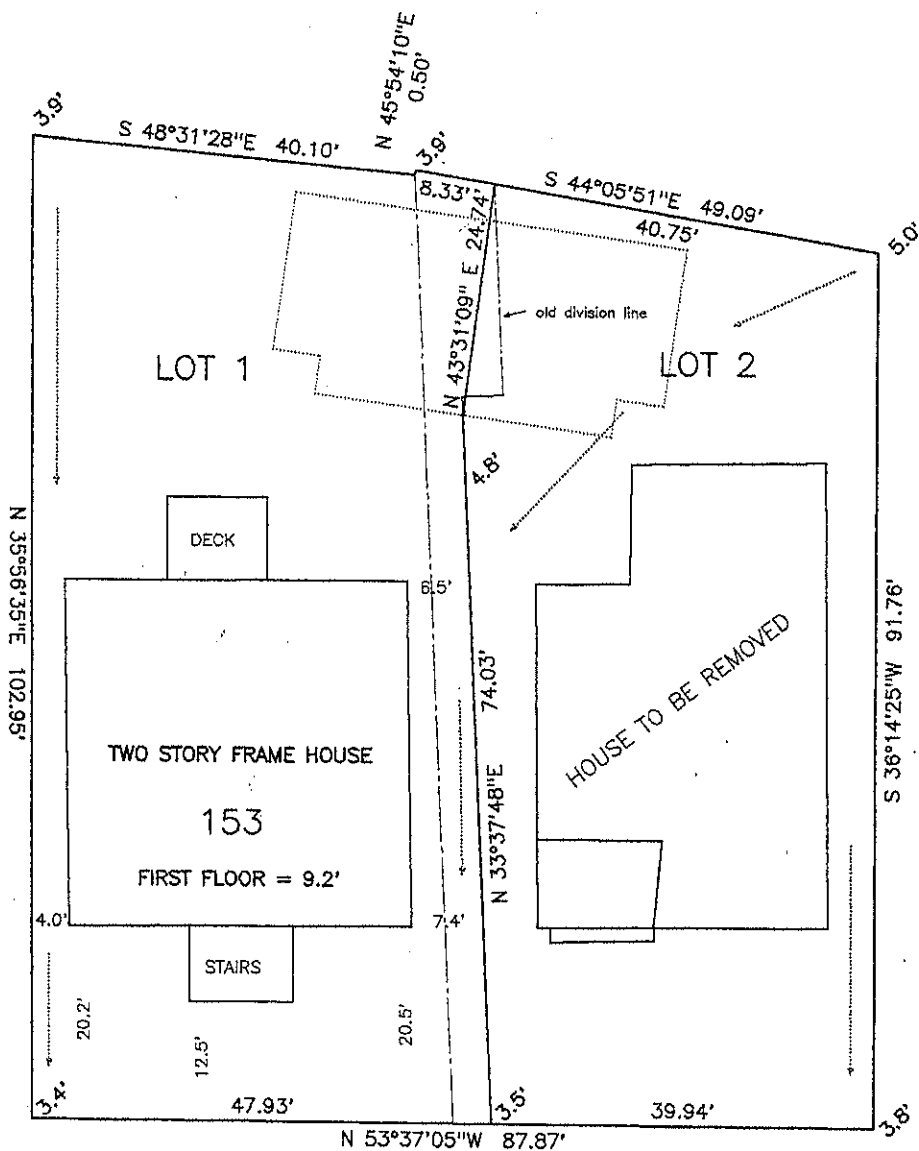 N 45°54'10"E
0.50'
3.9'
S 48°31'28"E 40.10'
3.9'
8.33'
S 44°05'51"E 49.09'
40.75'
5.0'
N 43°31'09" E 24.74'
old division line
LOT 1
LOT 2
4.8'
DECK
6.5'
N 35°56'35"E 102.95'
74.03'
N 33°37'48"E
HOUSE TO BE REMOVED
S 36°14'25"W 91.76'
TWO STORY FRAME HOUSE
153
FIRST FLOOR = 9.2'
4.0'
7.4'
STAIRS
20.2'
12.5'
20.5'
3.4'
47.93'
3.5'
39.94'
3.8'
N 53°37'05"W 87.87'